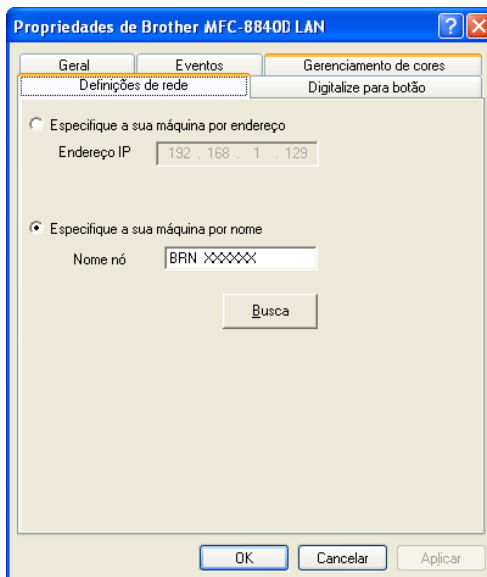 Propriedades de Brother MFC-8840D LAN
Geral Eventos Gerenciamento de cores
Definições de rede Digitalize para botão
Especifique a sua máquina por endereço
Endereço IP 192 . 168 . 1 . 129
Especifique a sua máquina por nome
Nome nó BRN XXXXXX
Busca
OK Cancelar Aplicar